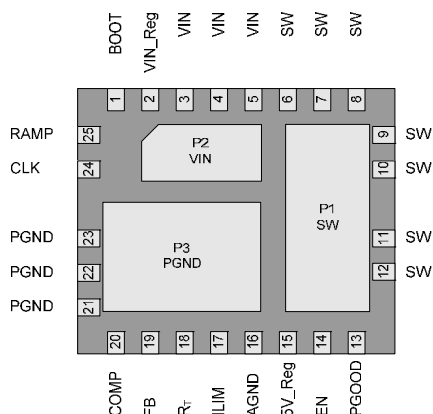 BOOT
VIN_Reg
VIN
VIN
VIN
SW
SW
SW
1
2
3
4
5
6
7
8
RAMP
25
CLK
24
PGND
23
PGND
22
PGND
21
P2
VIN
P3
PGND
P1
SW
9
SW
10
SW
11
SW
12
SW
20
19
18
17
16
15
14
13
COMP
FB
RT
ILIM
AGND
5V_Reg
EN
PGOOD